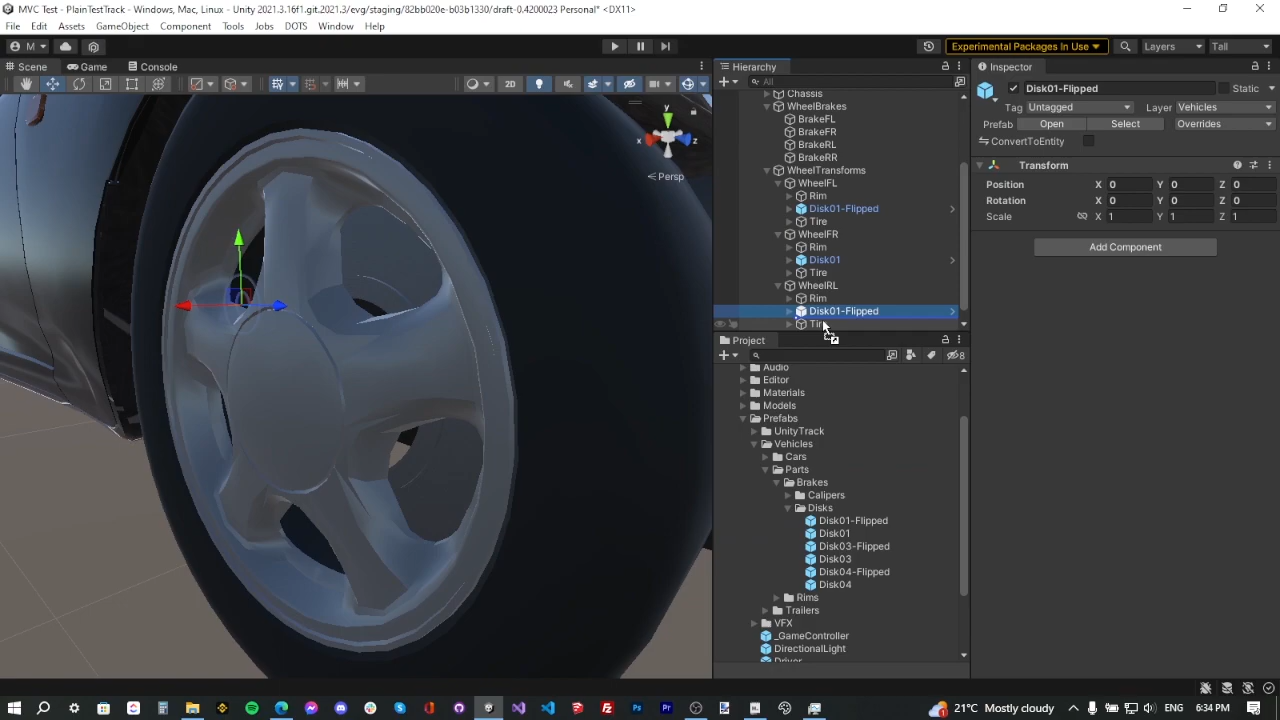 MVC Test - PlainTestTrack - Windows, Mac, Linux - Unity 2021.3.16f1.git.2021.3/evg/staging/82bb020e-b03b1330/draft-0.4200023 Personal* <DX11>
File Edit Assets GameObject Component Tools Lobs Jobs DOTS Window Help
M Experimental Packages In Use Layers Tall
Scene Game Console
2D
y
x
z
Persp
Hierarchy
All
Chassis
WheelBrakes
BrakeFL
BrakeFR
BrakeRL
BrakeRR
WheelTransforms
WheelFL
Rim
Disk01-Flipped
Tire
WheelFR
Rim
Disk01
Tire
WheelRL
Rim
Disk01-Flipped
Project
8
Audio
Editor
Materials
Models
Prefabs
UnityTrack
Vehicles
Cars
Parts
Brakes
Calipers
Disks
Disk01-Flipped
Disk01
Disk03-Flipped
Disk03
Disk04-Flipped
Disk04
Rims
Trailers
VFX
_GameController
DirectionalLight
Driver
Inspector
Disk01-Flipped Static
Tag Untagged Layer Vehicles
Prefab Open Select Overrides
ConvertToEntity
Transform
Position X 0 Y 0 Z 0
Rotation X 0 Y 0 Z 0
Scale X 1 Y 1 Z 1
Add Component
21°C Mostly cloudy 6:34 PM